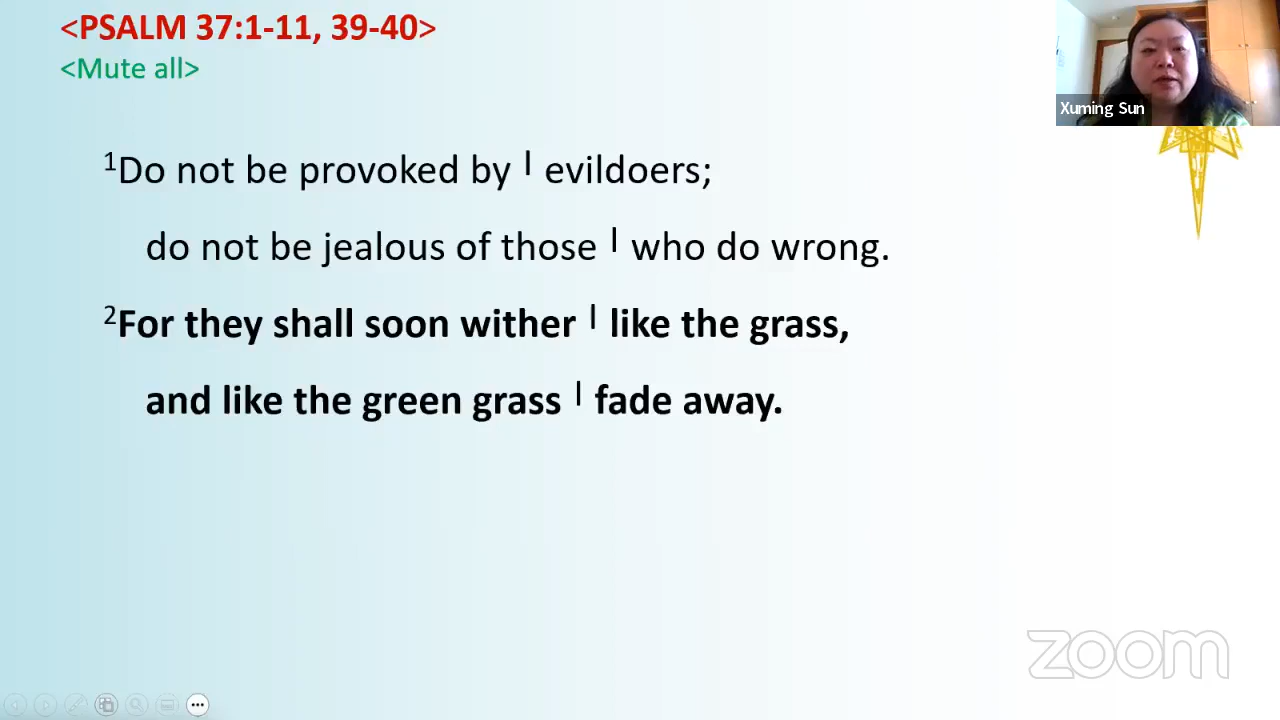 <PSALM 37:1-11, 39-40>
<Mute all>
Xuming Sun
¹Do not be provoked by ꞌ evildoers;
do not be jealous of those ꞌ who do wrong.
²For they shall soon wither ꞌ like the grass,
and like the green grass ꞌ fade away.
zoom